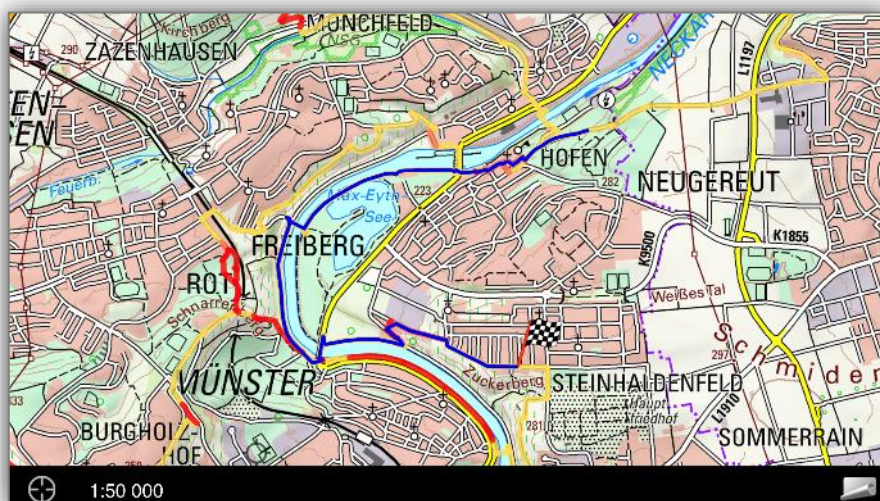 MÜNCHFELD
Kirchberg
NSG
290
ZAZENHAUSEN
L1197
NECKAR
Feuerb.
HOFEN
282
NEUGEREUT
Max-Eyth-
See
223
FREIBERG
K9500
K1855
ROT
Weißes Tal
Schmiden
297
MÜNSTER
Zuckerberg
STEINHALDENFELD
Haupt
friedhof
281
L1910
BURGHOLZ-
HOF
SOMMERRAIN
1:50 000